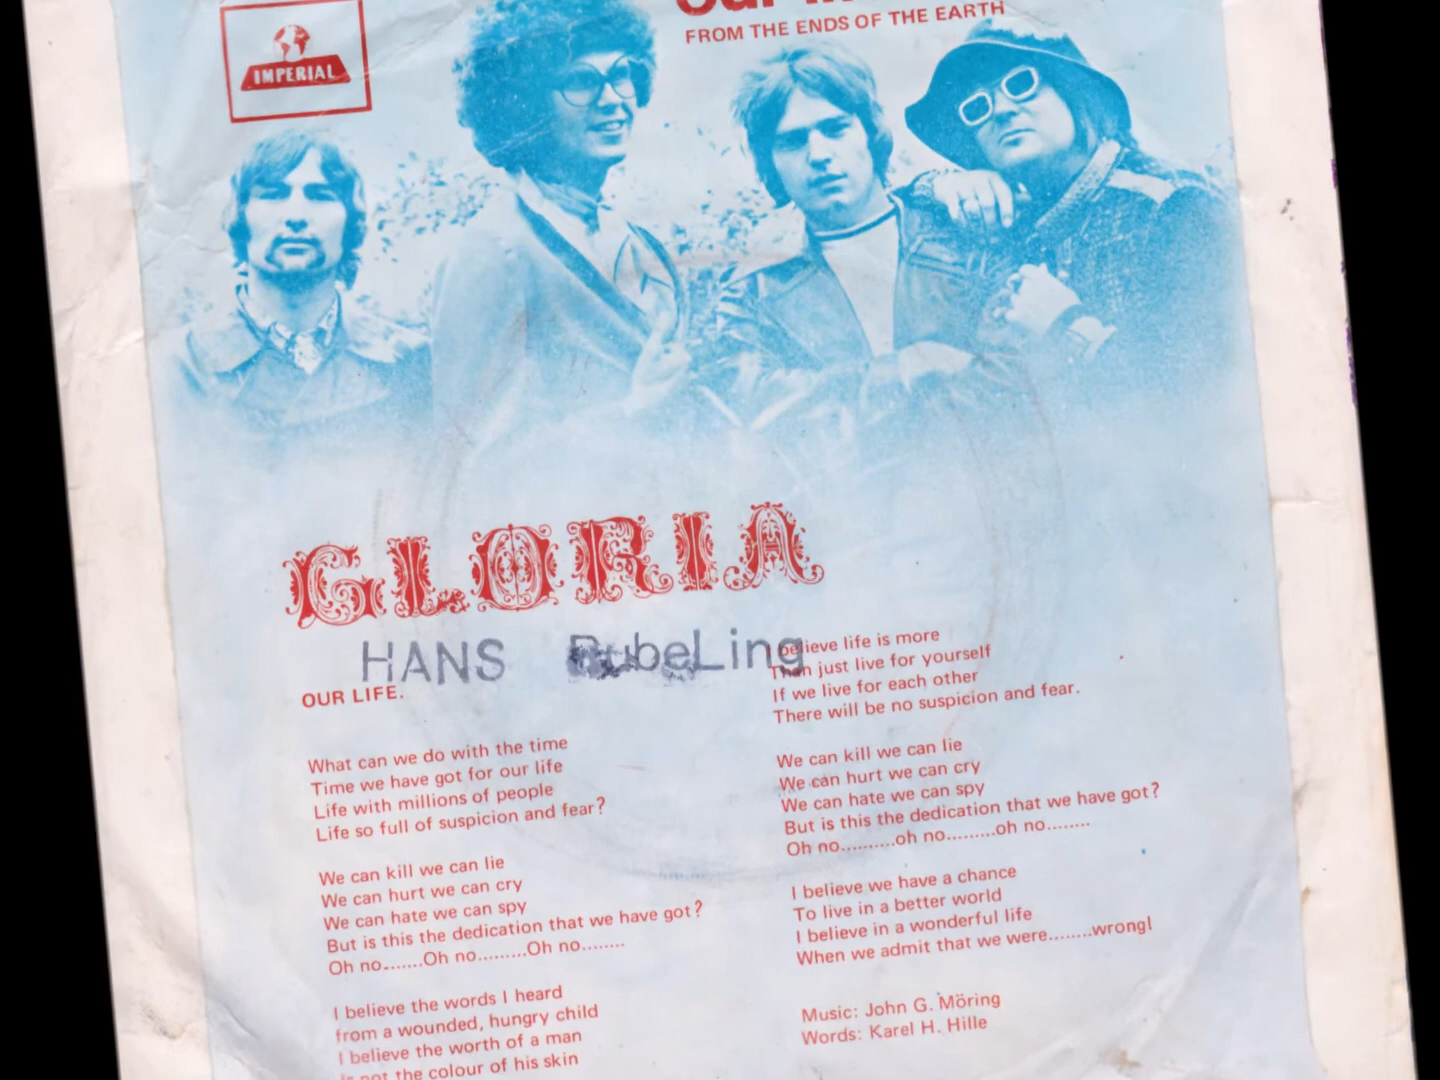 FROM THE ENDS OF THE EARTH
IMPERIAL
GLORIA
HANS RubeLing
OUR LIFE.
What can we do with the time
Time we have got for our life
Life with millions of people
Life so full of suspicion and fear?
We can kill we can lie
We can hurt we can cry
We can hate we can spy
But is this the dedication that we have got?
Oh no.......Oh no.........Oh no........
I believe the words I heard
from a wounded, hungry child
I believe the worth of a man
is not the colour of his skin
I believe life is more
Than just live for yourself
If we live for each other
There will be no suspicion and fear.
We can kill we can lie
We can hurt we can cry
We can hate we can spy
But is this the dedication that we have got?
Oh no..........oh no.........oh no........
I believe we have a chance
To live in a better world
I believe in a wonderful life
When we admit that we were........wrong!
Music: John G. Möring
Words: Karel H. Hille